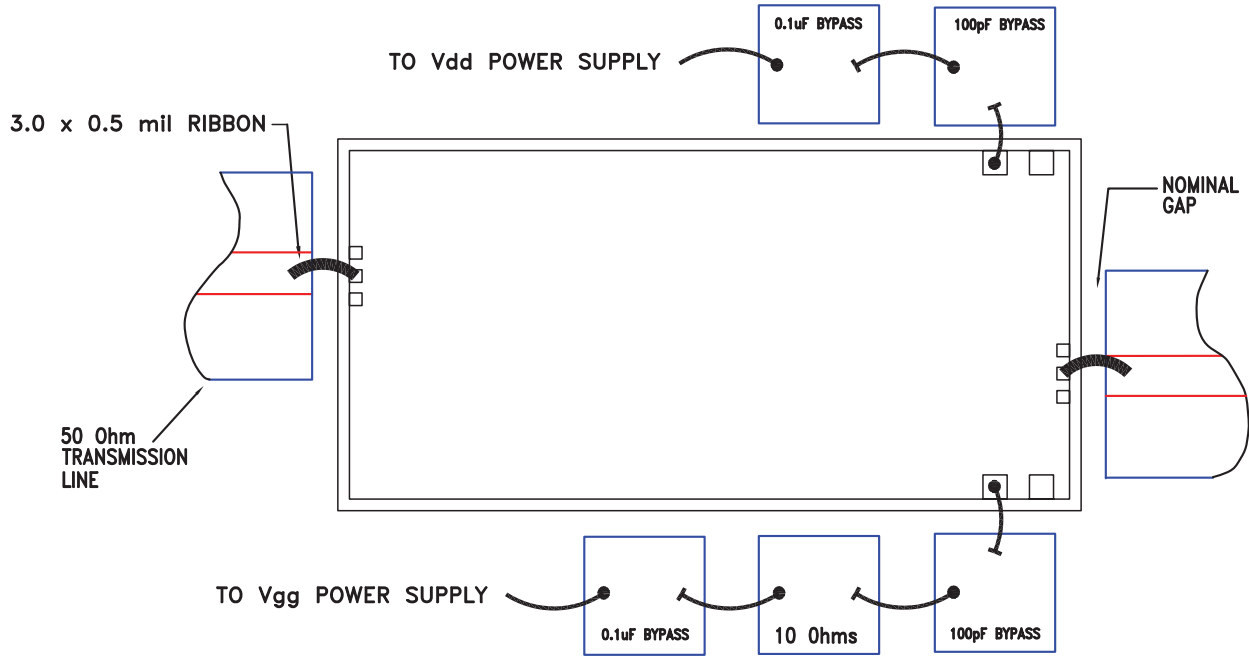 0.1uF BYPASS
100pF BYPASS
TO Vdd POWER SUPPLY
3.0 x 0.5 mil RIBBON
NOMINAL
GAP
50 Ohm
TRANSMISSION
LINE
TO Vgg POWER SUPPLY
0.1uF BYPASS
10 Ohms
100pF BYPASS